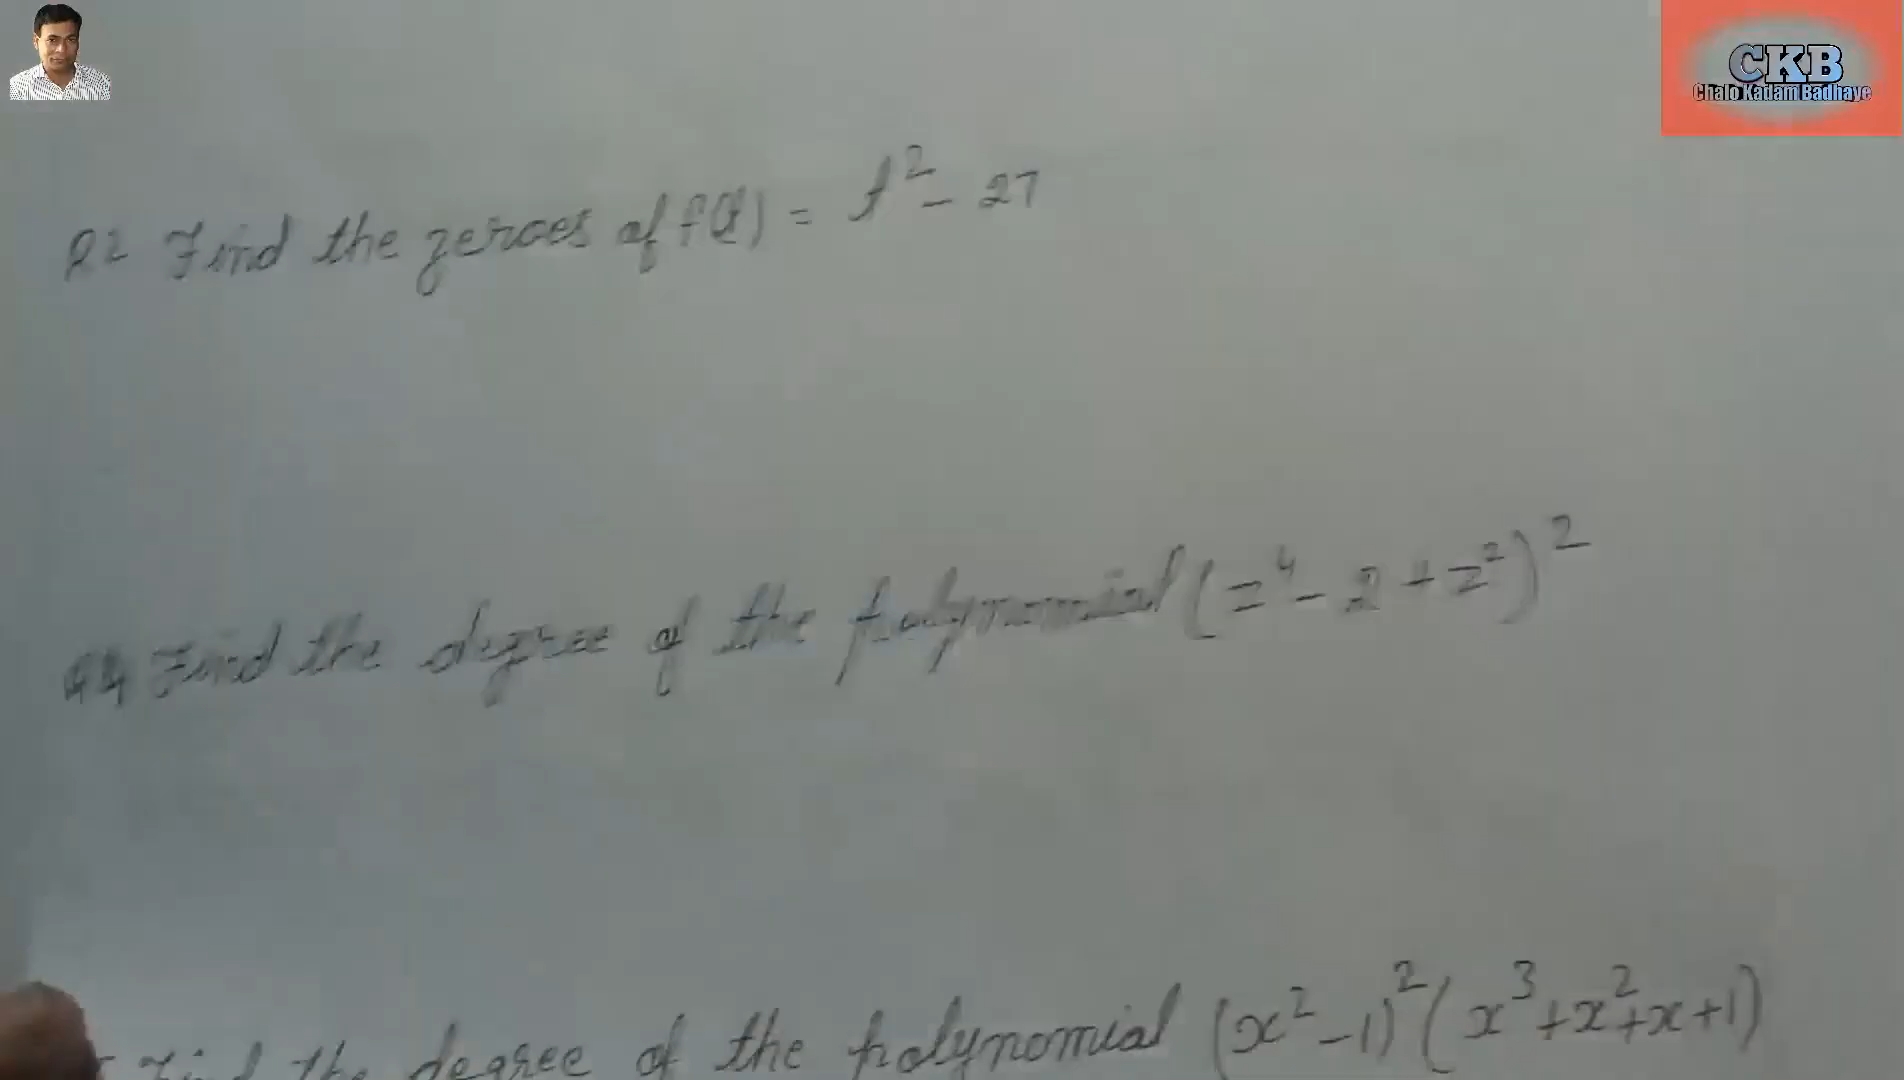 CKB
Chalo Kadam Badhaye
Q2 Find the zeroes of f(t) = t² - 27
Q4 Find the degree of the polynomial (z⁴ - 2 + z²)²
Find the degree of the polynomial (x² - 1)² (x³ + x² + x + 1)